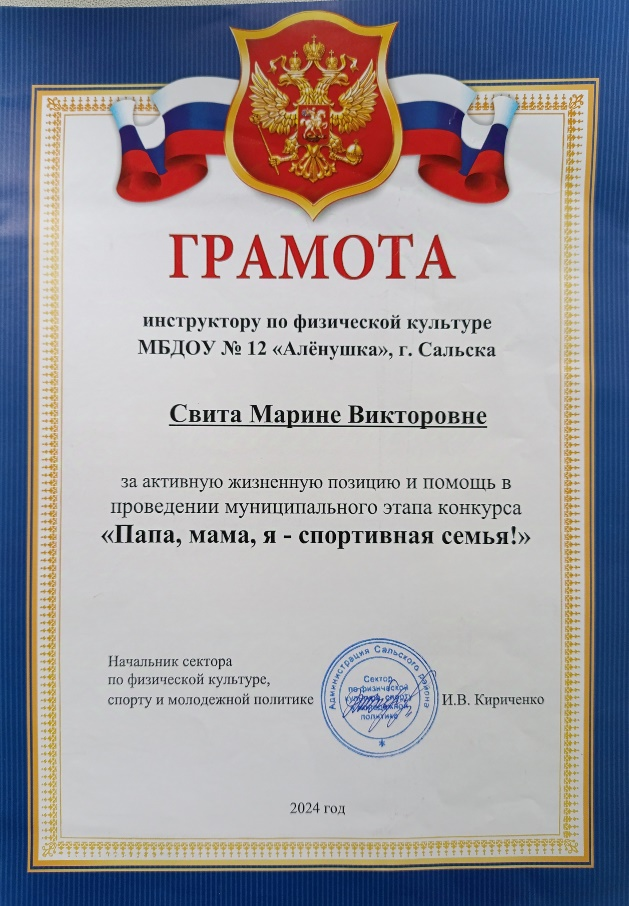 ГРАМОТА
инструктору по физической культуре
МБДОУ № 12 «Алёнушка», г. Сальска
Свита Марине Викторовне
за активную жизненную позицию и помощь в
проведении муниципального этапа конкурса
«Папа, мама, я - спортивная семья!»
Начальник сектора
по физической культуре,
спорту и молодежной политике
Администрация Сальского района
Сектор
по физической
культуре, спорту
и молодежной
политике
И.В. Кириченко
2024 год